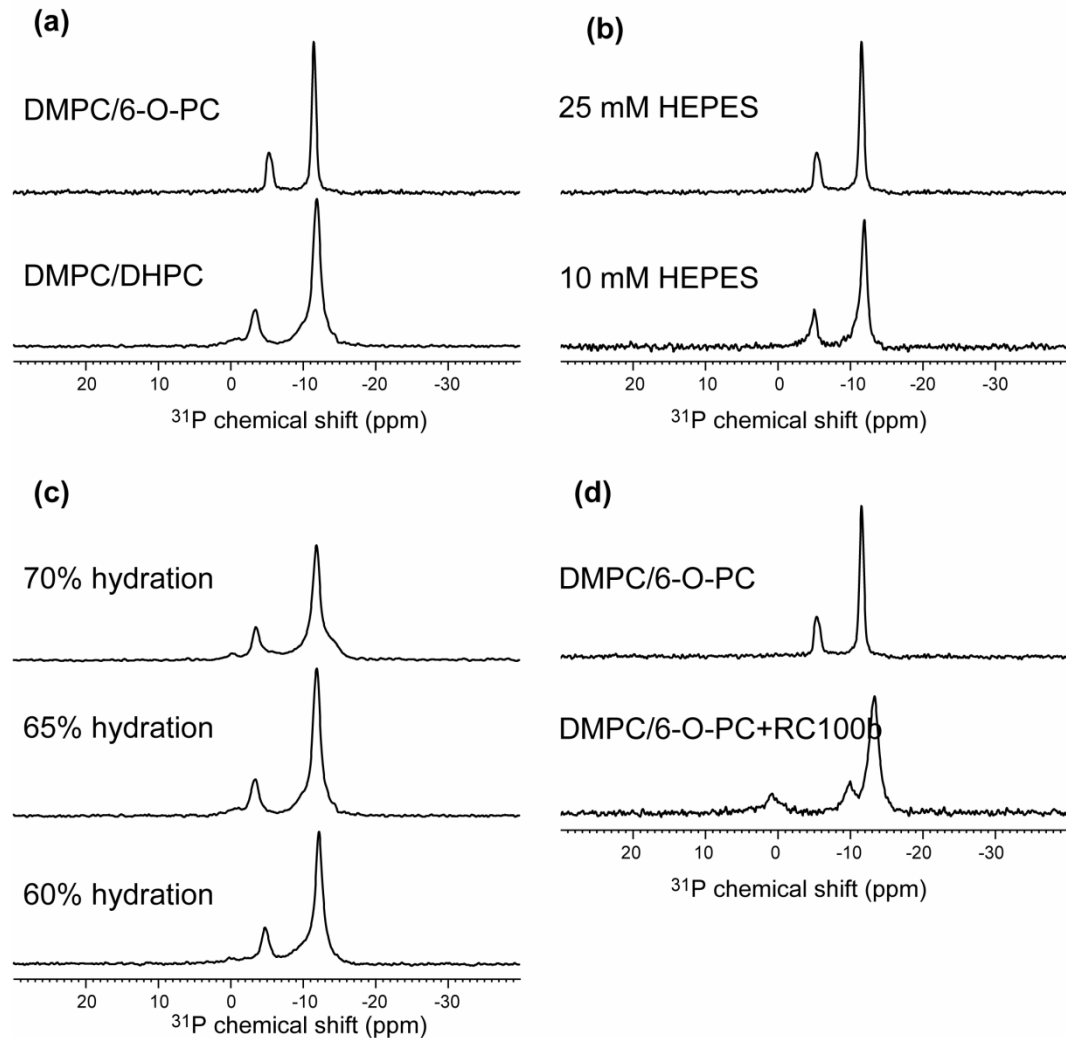 (a)
DMPC/6-O-PC
DMPC/DHPC
20 10 0 -10 -20 -30
31P chemical shift (ppm)
(b)
25 mM HEPES
10 mM HEPES
20 10 0 -10 -20 -30
31P chemical shift (ppm)
(c)
70% hydration
65% hydration
60% hydration
20 10 0 -10 -20 -30
31P chemical shift (ppm)
(d)
DMPC/6-O-PC
DMPC/6-O-PC+RC100b
20 10 0 -10 -20 -30
31P chemical shift (ppm)